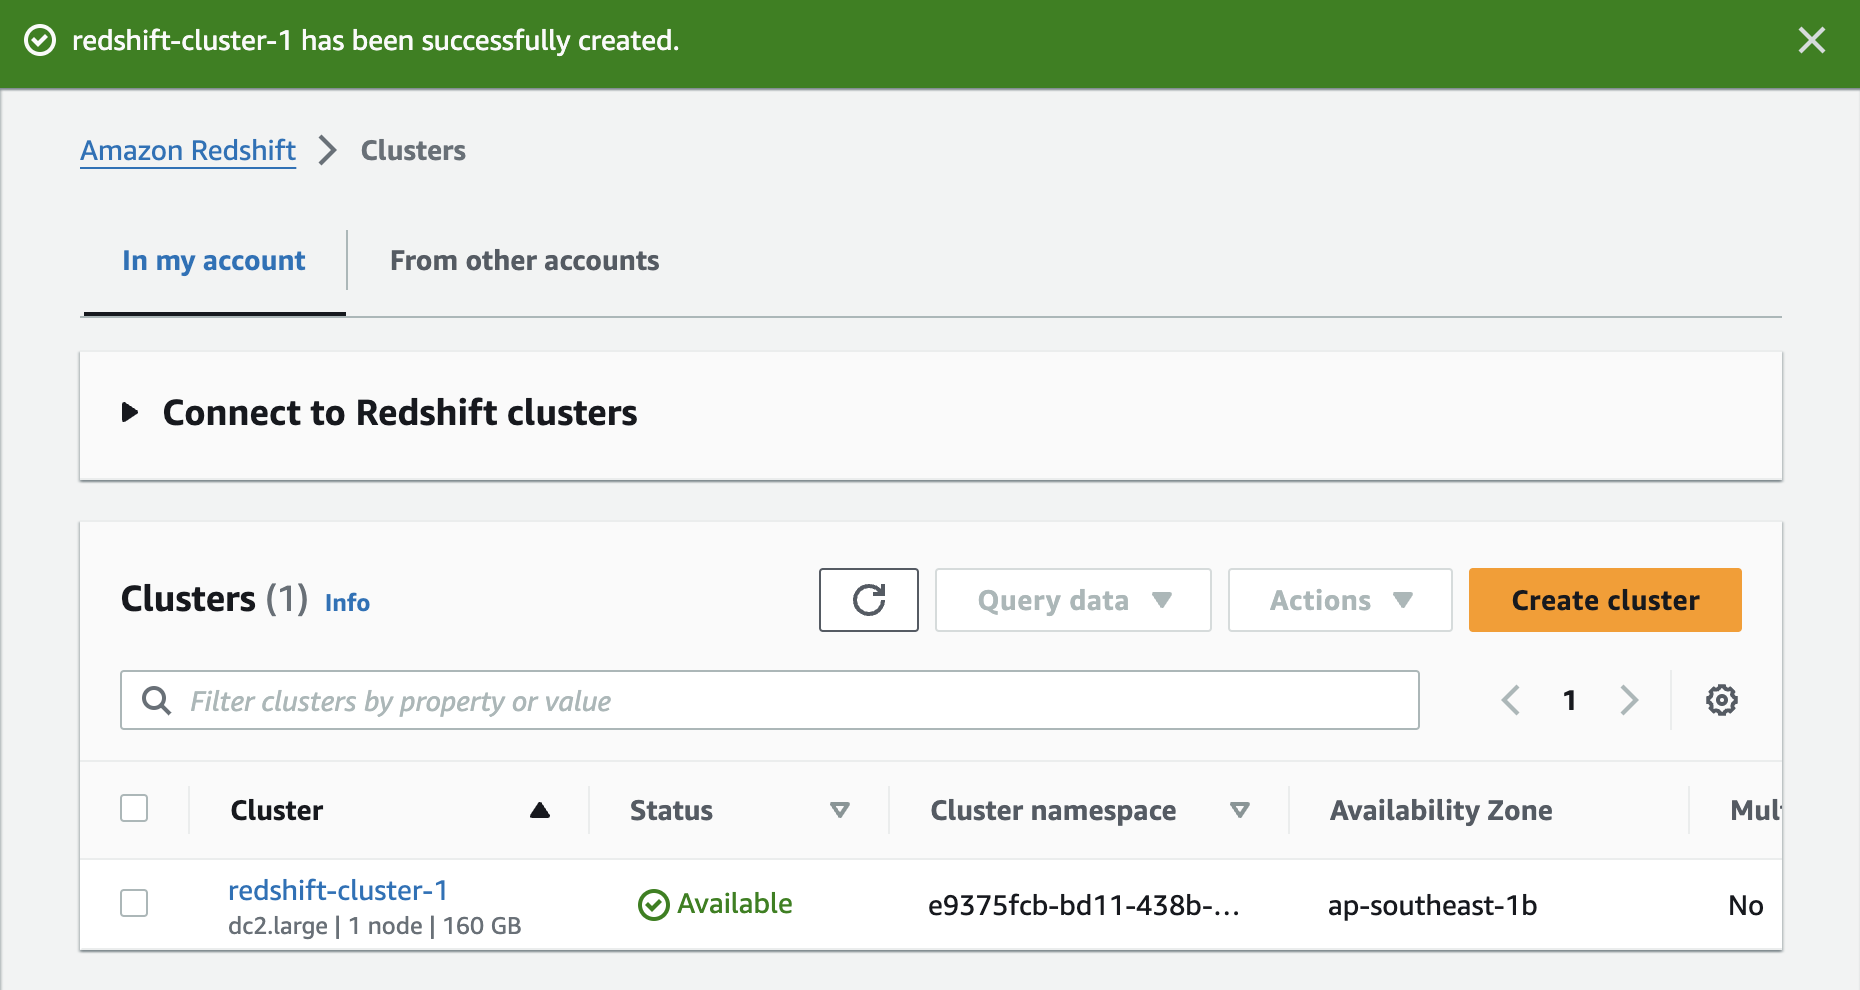 redshift-cluster-1 has been successfully created.
Amazon Redshift > Clusters
In my account
From other accounts
Connect to Redshift clusters
Clusters (1) Info
Query data
Actions
Create cluster
Filter clusters by property or value
1
Cluster Status Cluster namespace Availability Zone Mul
redshift-cluster-1 Available e9375fcb-bd11-438b-... ap-southeast-1b No
dc2.large | 1 node | 160 GB